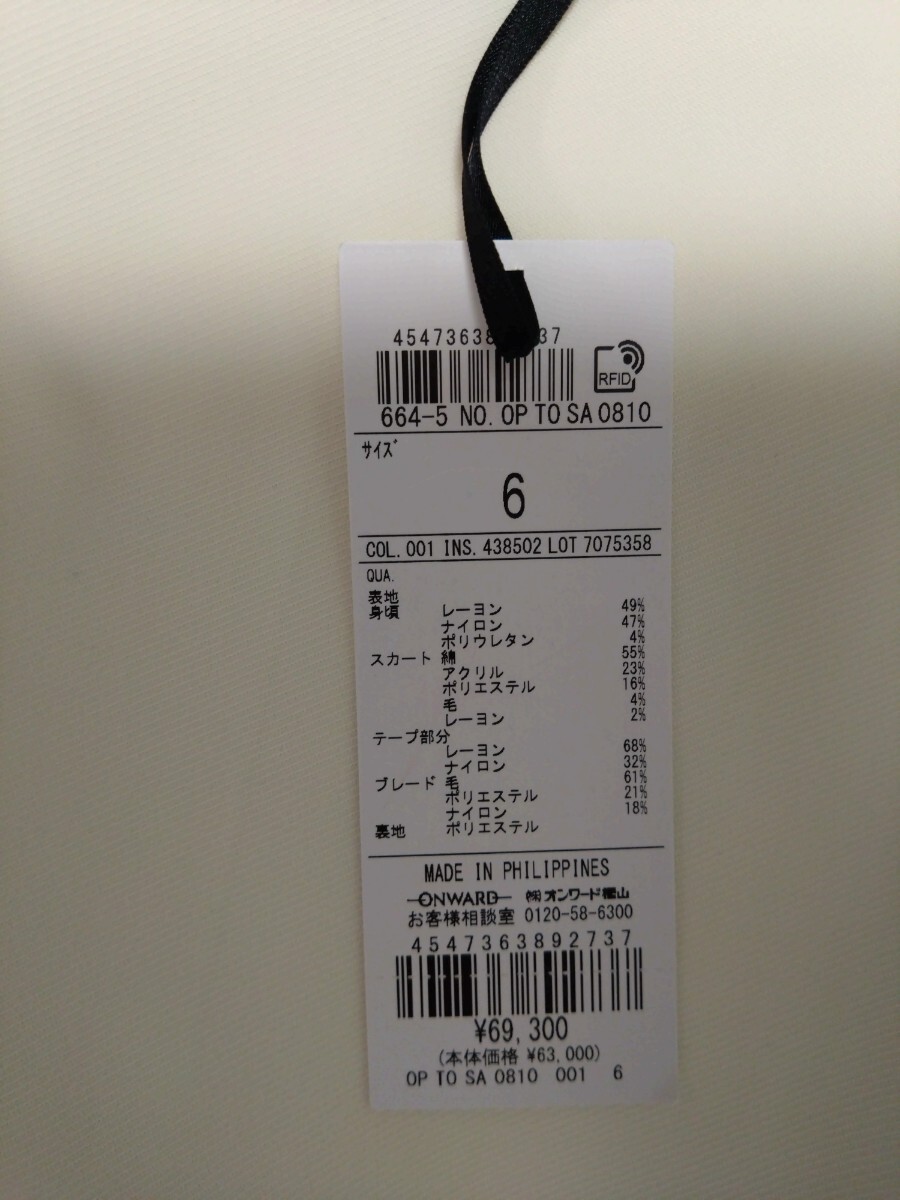 RFID
664-5 NO. OP TO SA 0810
サイズ
6
COL. 001 INS. 438502 LOT 7075358
QUA.
表地
身頃 レーヨン 49%
ナイロン 47%
ポリウレタン 4%
スカート 綿 55%
アクリル 23%
ポリエステル 16%
毛 4%
レーヨン 2%
テープ部分
レーヨン 68%
ナイロン 32%
ブレード 毛 61%
ポリエステル 21%
ナイロン 18%
裏地 ポリエステル
MADE IN PHILIPPINES
ONWARD ㈱オンワード樫山
お客様相談室 0120-58-6300
4547363892737
¥69,300
(本体価格 ¥63,000)
OP TO SA 0810 001 6